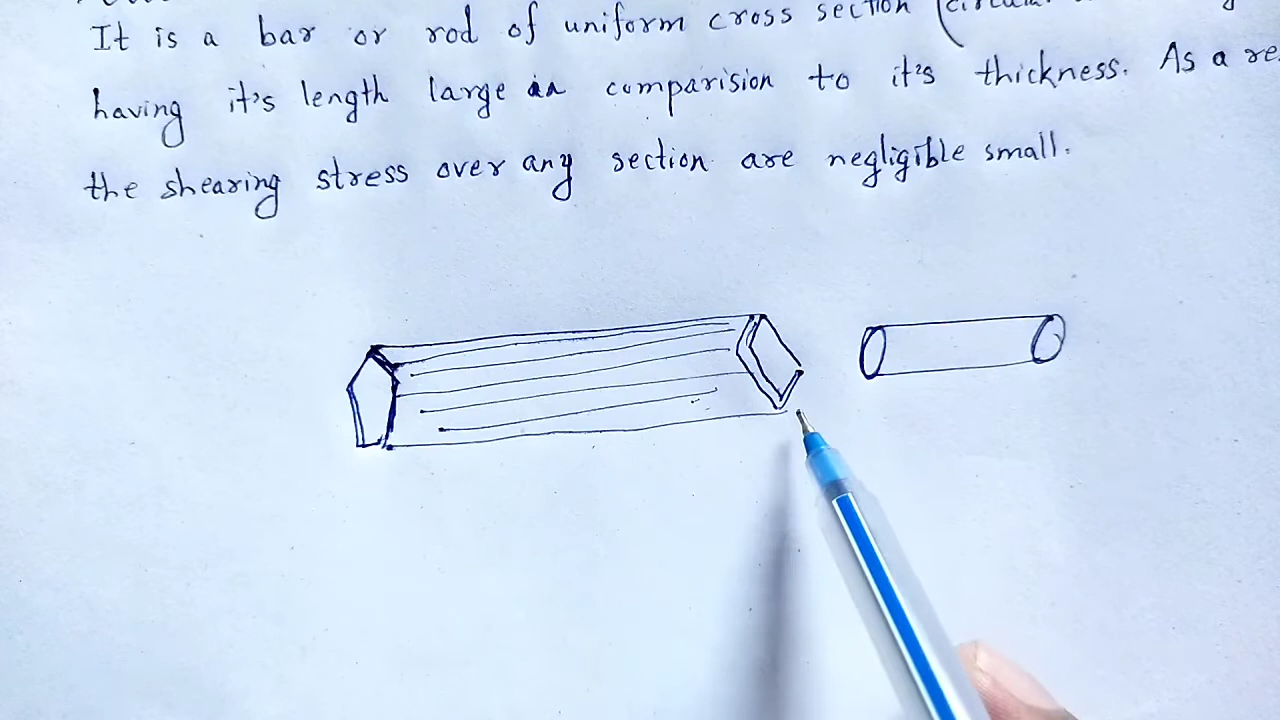 It is a bar or rod of uniform cross section
having it's length large in comparision to it's thickness. As a
the shearing stress over any section are negligible small.